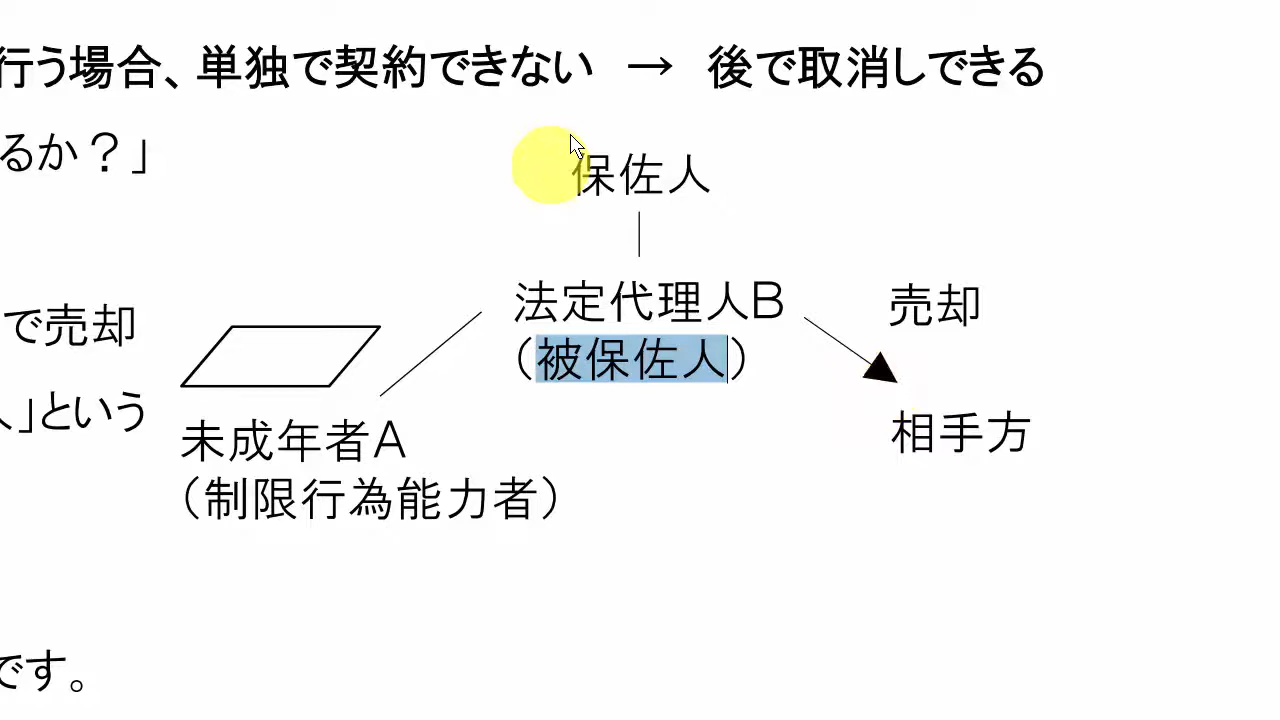 行う場合、単独で契約できない → 後で取消しできる
るか？」
保佐人
法定代理人B
（被保佐人）
売却
で売却
人」という
相手方
未成年者A
（制限行為能力者）
です。